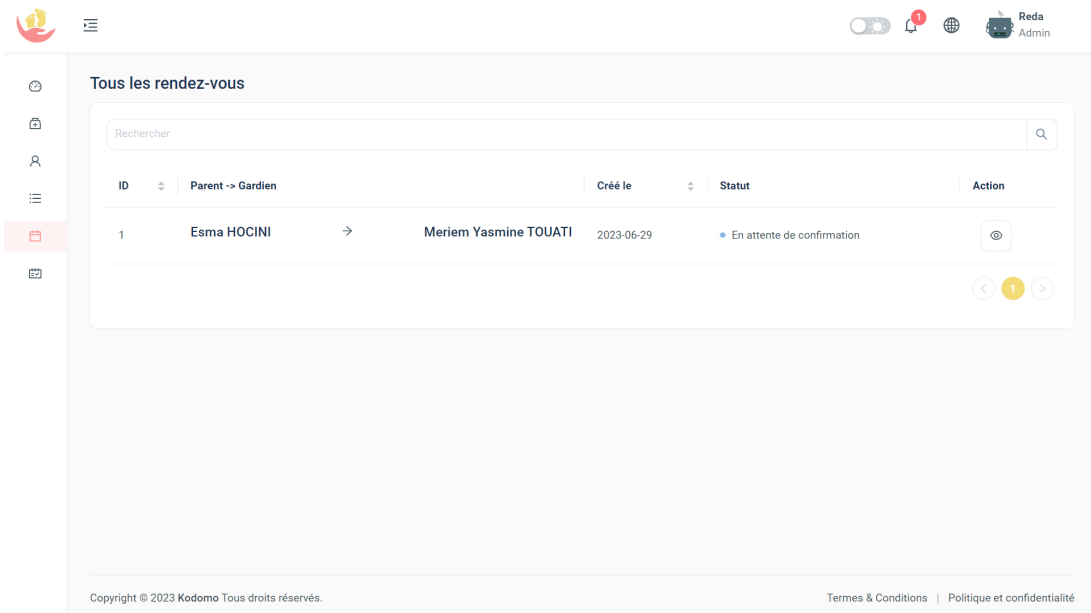 1
Reda
Admin
Tous les rendez-vous
Rechercher
ID Parent -> Gardien Créé le Statut Action
1 Esma HOCINI → Meriem Yasmine TOUATI 2023-06-29 En attente de confirmation
< 1 >
Copyright © 2023 Kodomo Tous droits réservés. Termes & Conditions | Politique et confidentialité